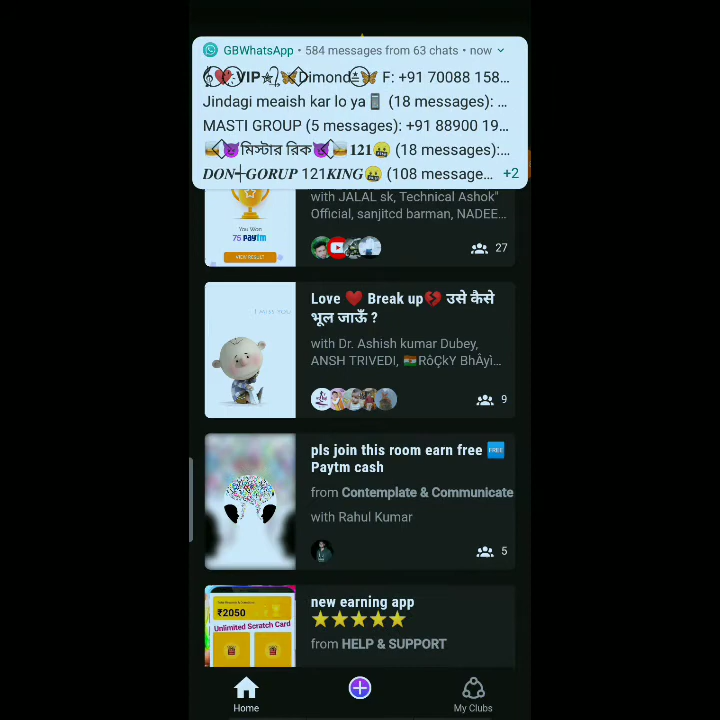 GBWhatsApp • 584 messages from 63 chats • now
VIP Dimond F: +91 70088 158...
Jindagi meaish kar lo ya📱 (18 messages): ...
MASTI GROUP (5 messages): +91 88900 19...
😈মিস্টার রিক😈 121🤬 (18 messages):...
DON GORUP 121KING🤬 (108 message... +2
You Won
75 Paytm
VIEW RESULT
with JALAL sk, Technical Ashok"
Official, sanjitcd barman, NADEE...
27
Love ❤️ Break up💔 उसे कैसे
भूल जाऊँ ?
with Dr. Ashish kumar Dubey,
ANSH TRIVEDI, 🇮🇳RôÇkY BhÂyì...
9
pls join this room earn free 🆓
Paytm cash
from Contemplate & Communicate
with Rahul Kumar
5
₹2050
Unlimited Scratch Card
new earning app
⭐⭐⭐⭐⭐
from HELP & SUPPORT
Home
My Clubs